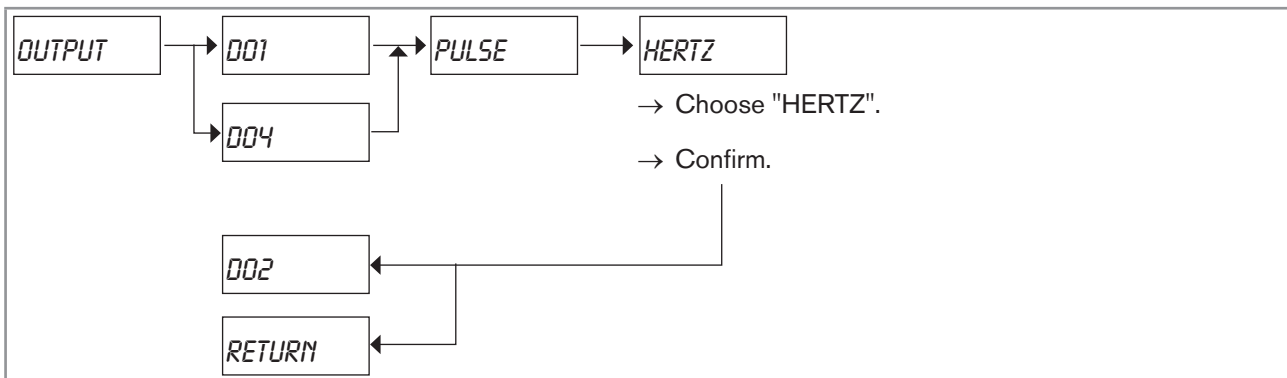 OUTPUT
DO1
PULSE
HERTZ
DO4
→ Choose "HERTZ".
→ Confirm.
DO2
RETURN